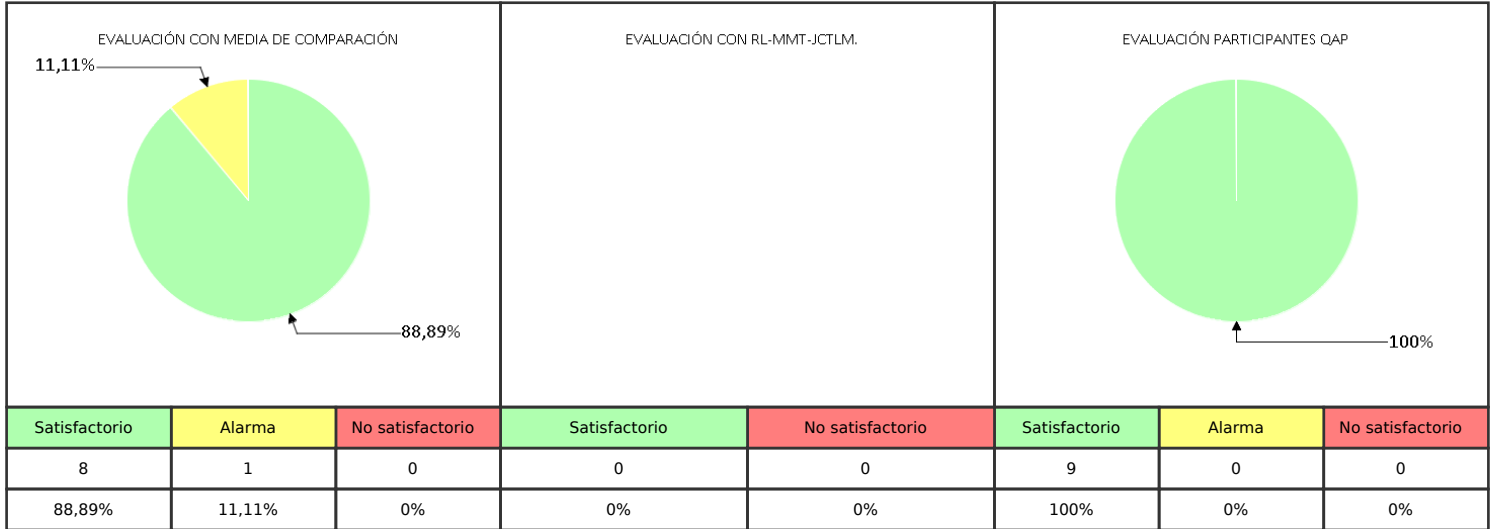 EVALUACIÓN CON MEDIA DE COMPARACIÓN
11,11%
88,89%
EVALUACIÓN CON RL-MMT-JCTLM.
EVALUACIÓN PARTICIPANTES QAP
100%
Satisfactorio Alarma No satisfactorio Satisfactorio No satisfactorio Satisfactorio Alarma No satisfactorio
8 1 0 0 0 9 0 0
88,89% 11,11% 0% 0% 0% 100% 0% 0%